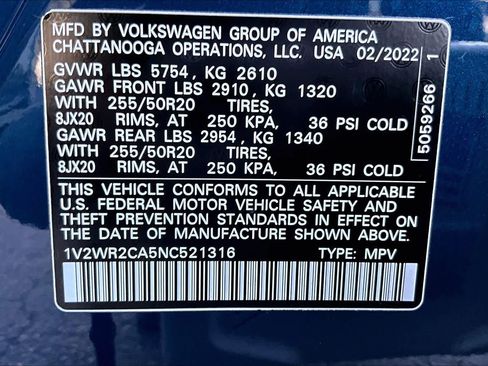 MFD BY VOLKSWAGEN GROUP OF AMERICA
CHATTANOOGA OPERATIONS, LLC. USA 02/2022
GVWR LBS 5754, KG 2610
GAWR FRONT LBS 2910, KG 1320
WITH 255/50R20 TIRES,
8JX20 RIMS, AT 250 KPA, 36 PSI COLD
GAWR REAR LBS 2954, KG 1340
WITH 255/50R20 TIRES,
8JX20 RIMS, AT 250 KPA, 36 PSI COLD
THIS VEHICLE CONFORMS TO ALL APPLICABLE
U.S. FEDERAL MOTOR VEHICLE SAFETY AND
THEFT PREVENTION STANDARDS IN EFFECT ON
THE DATE OF MANUFACTURE SHOWN ABOVE.
1V2WR2CA5NC521316 TYPE: MPV
5059266 1